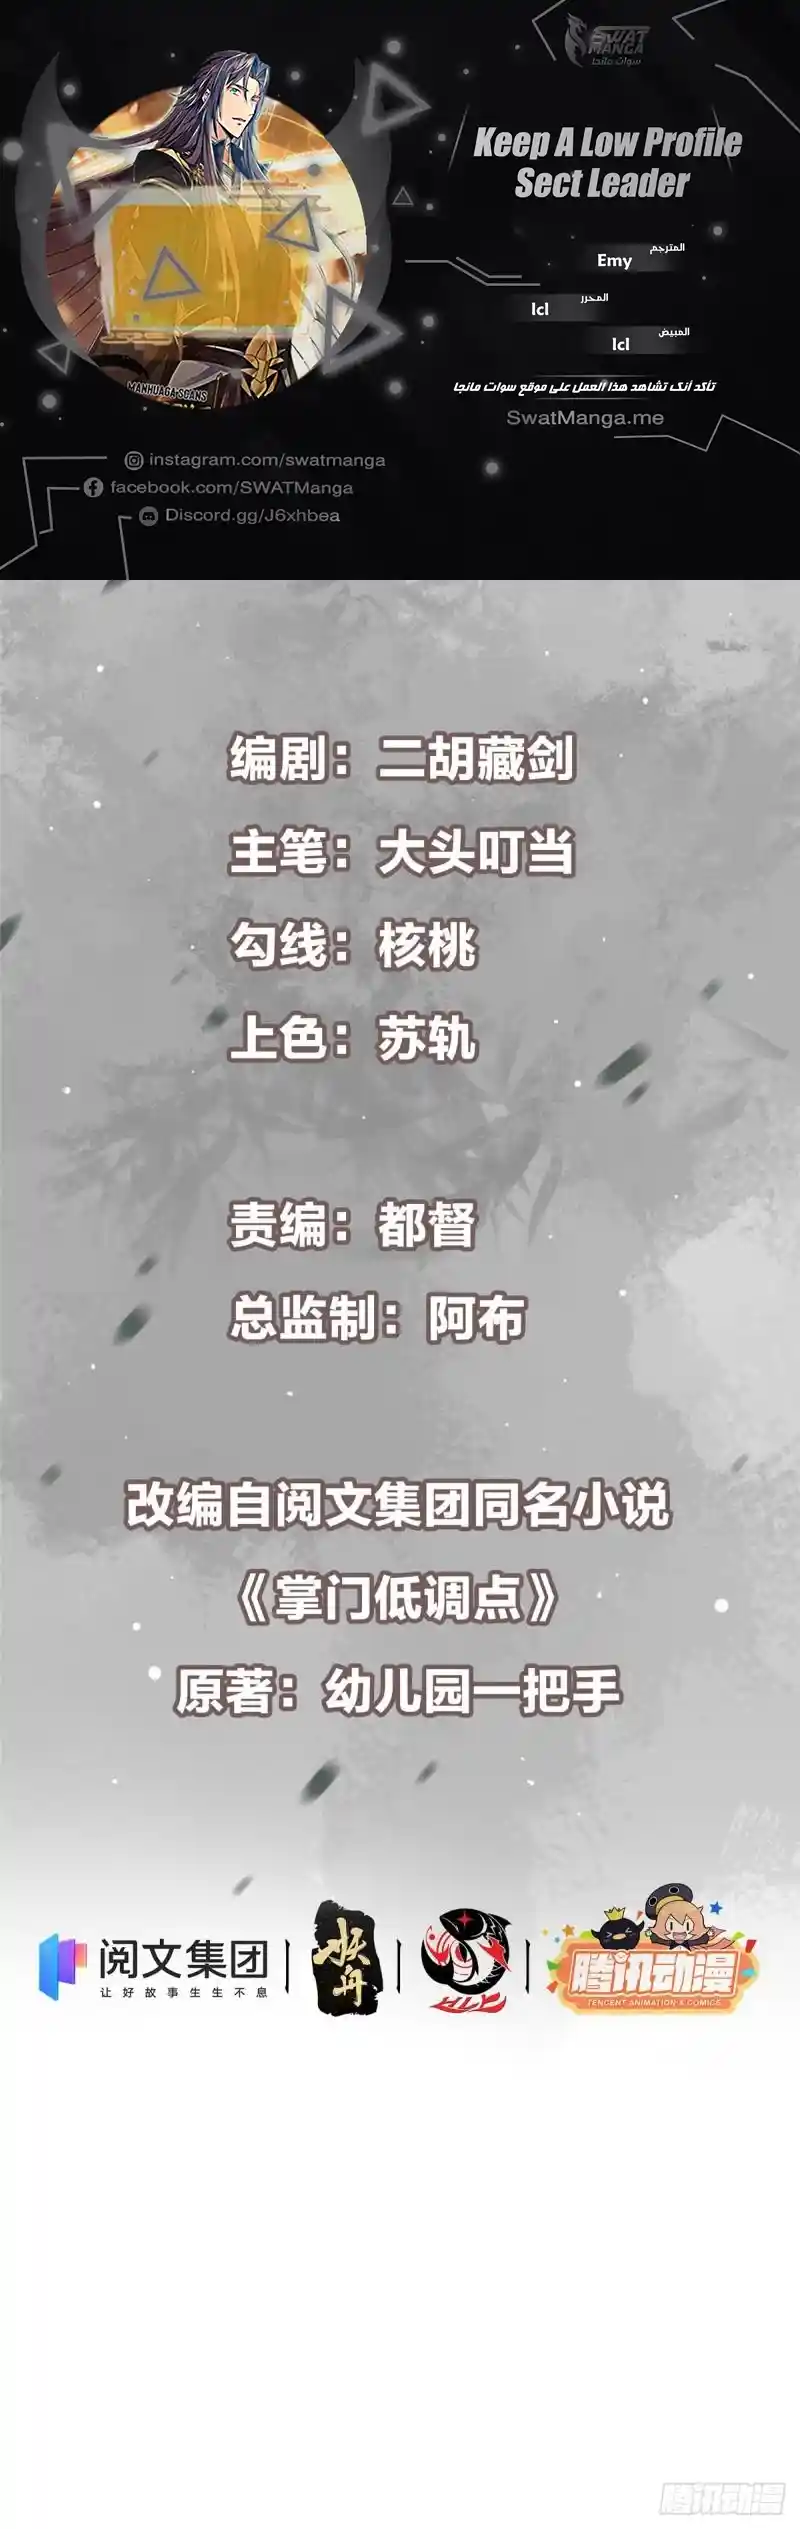 SWAT
MANGA
سوات مانجا
Keep A Low Profile
Sect Leader
المترجم
Emy
المحرر
lcl
المبيض
lcl
تأكد أنك تشاهد هذا العمل على موقع سوات مانجا
SwatManga.me
MANHUAGA SCANS
instagram.com/swatmanga
facebook.com/SWATManga
Discord.gg/J6xhbea
编剧：二胡藏剑
主笔：大头叮当
勾线：核桃
上色：苏轨
责编：都督
总监制：阿布
改编自阅文集团同名小说
《掌门低调点》
原著：幼儿园一把手
阅文集团
让好故事生生不息
HLF
腾讯动漫
TENCENT ANIMATION & COMICS
腾讯动漫